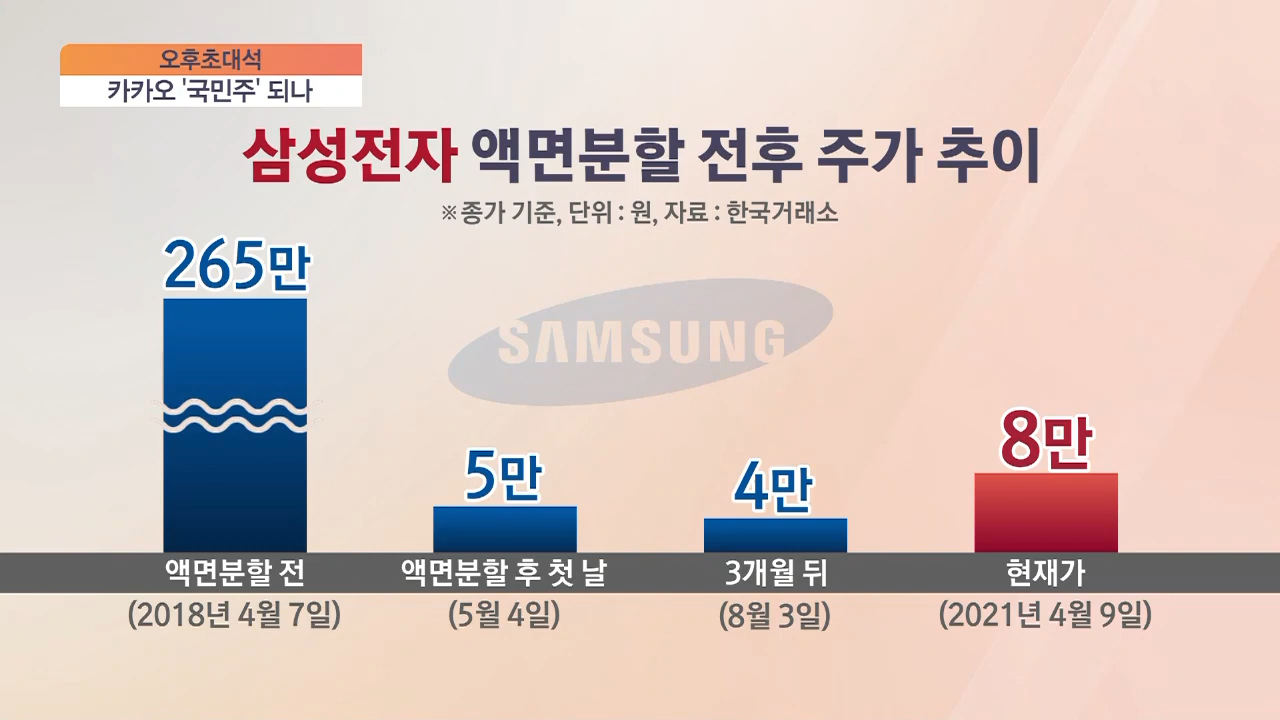 오후초대석
카카오 '국민주' 되나
삼성전자 액면분할 전후 주가 추이
※종가 기준, 단위 : 원, 자료 : 한국거래소
SAMSUNG
265만
5만
4만
8만
액면분할 전
액면분할 후 첫 날
3개월 뒤
현재가
(2018년 4월 7일)
(5월 4일)
(8월 3일)
(2021년 4월 9일)